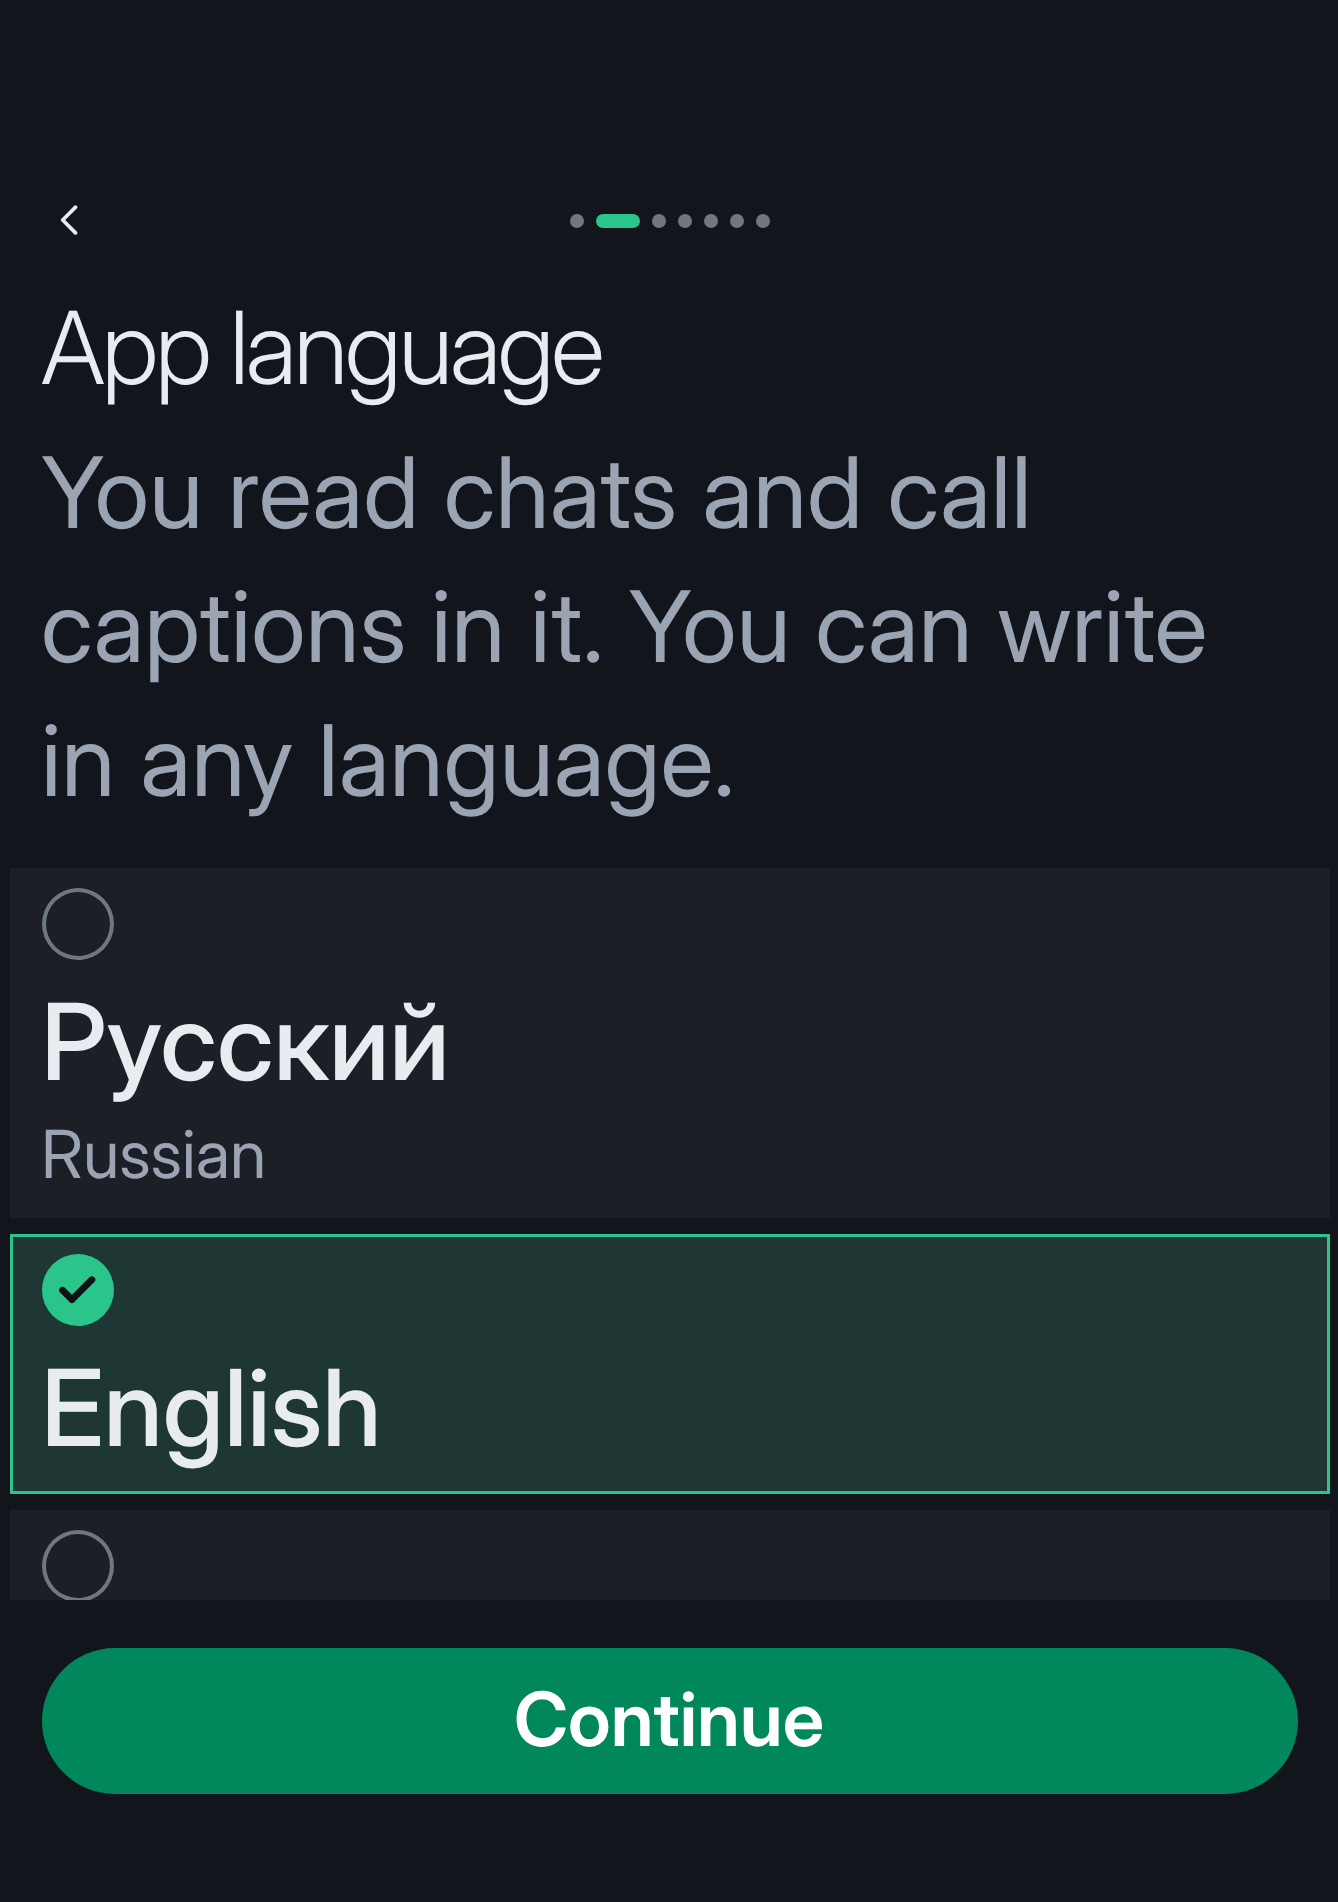 App language
You read chats and call
captions in it. You can write
in any language.
Русский
Russian
English
Continue